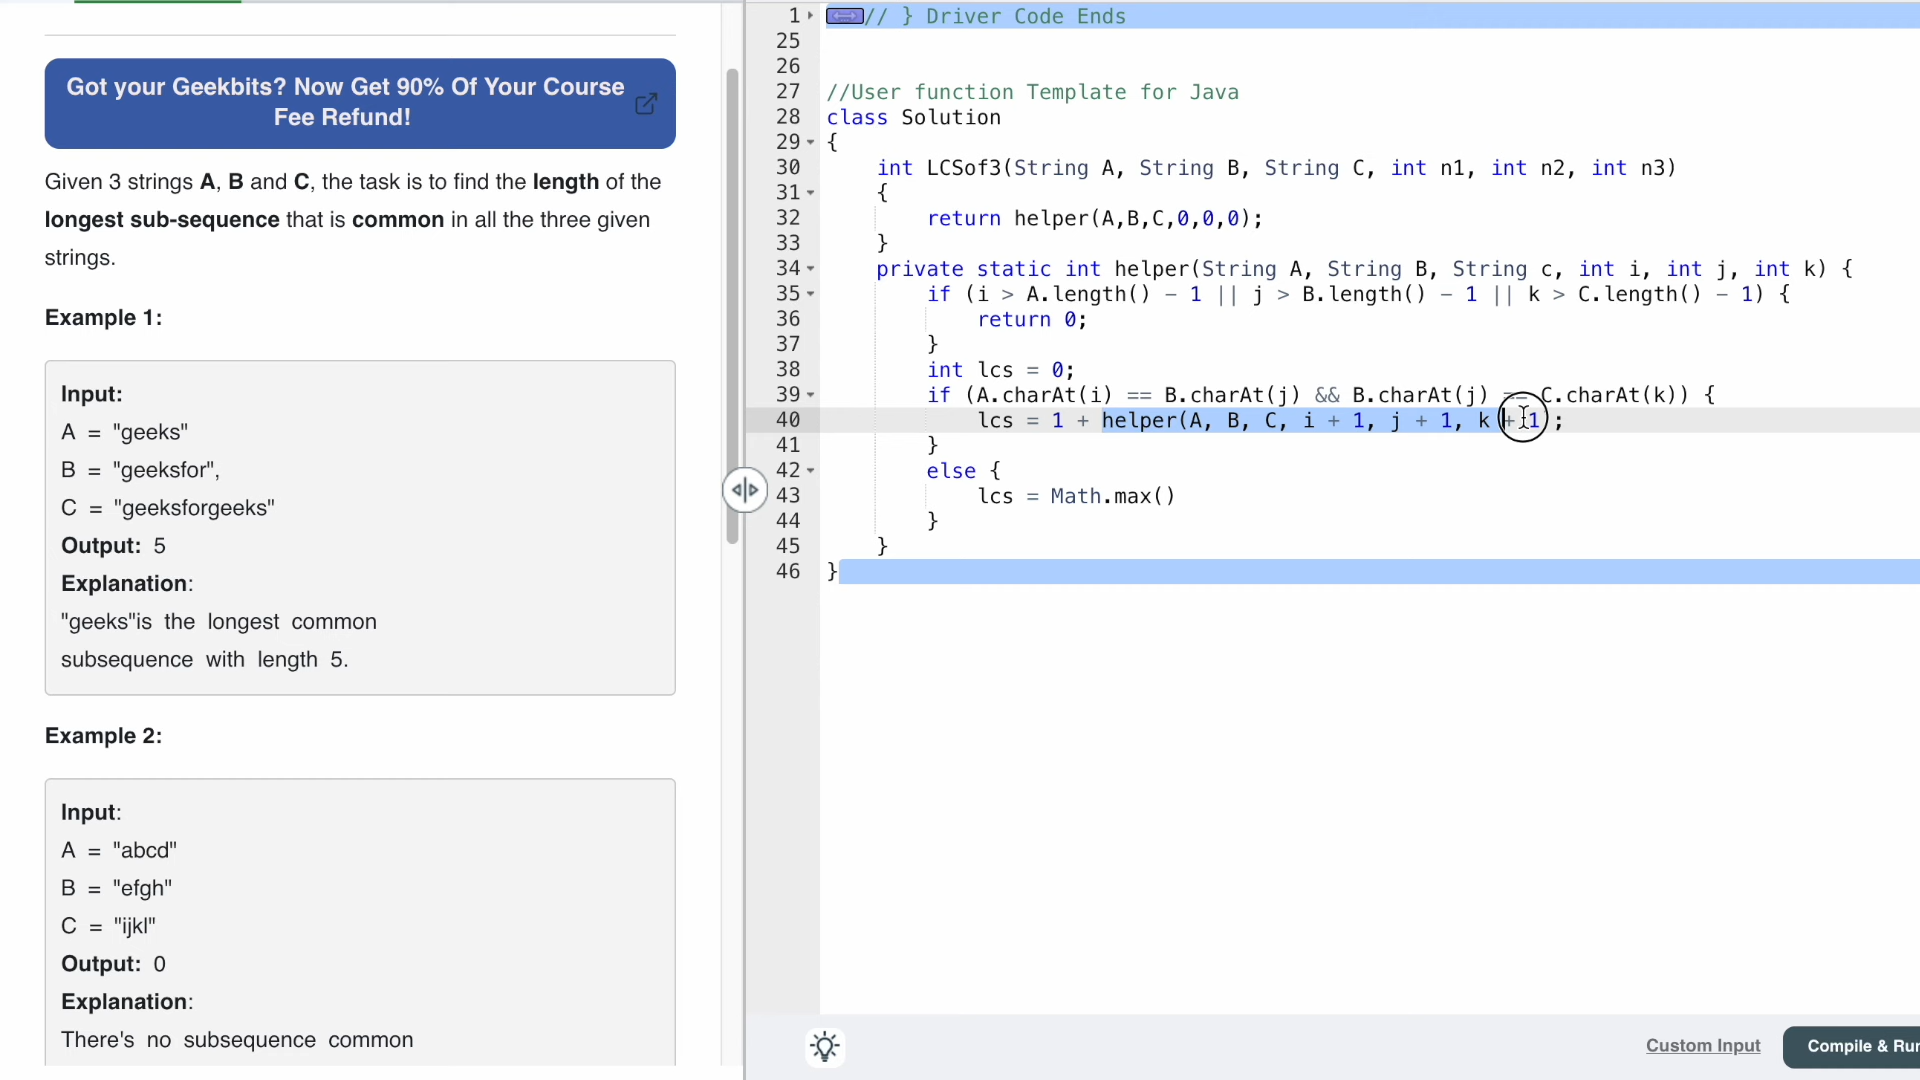 Got your Geekbits? Now Get 90% Of Your Course
Fee Refund!
Given 3 strings A, B and C, the task is to find the length of the
longest sub-sequence that is common in all the three given
strings.
Example 1:
Input:
A = "geeks"
B = "geeksfor",
C = "geeksforgeeks"
Output: 5
Explanation:
"geeks"is the longest common
subsequence with length 5.
Example 2:
Input:
A = "abcd"
B = "efgh"
C = "ijkl"
Output: 0
Explanation:
There's no subsequence common
1 // } Driver Code Ends
25
26
27 //User function Template for Java
28 class Solution
29 {
30 int LCSof3(String A, String B, String C, int n1, int n2, int n3)
31 {
32 return helper(A,B,C,0,0,0);
33 }
34 private static int helper(String A, String B, String c, int i, int j, int k) {
35 if (i > A.length() - 1 || j > B.length() - 1 || k > C.length() - 1) {
36 return 0;
37 }
38 int lcs = 0;
39 if (A.charAt(i) == B.charAt(j) && B.charAt(j) == C.charAt(k)) {
40 lcs = 1 + helper(A, B, C, i + 1, j + 1, k + 1);
41 }
42 else {
43 lcs = Math.max()
44 }
45 }
46 }
Custom Input
Compile & Run